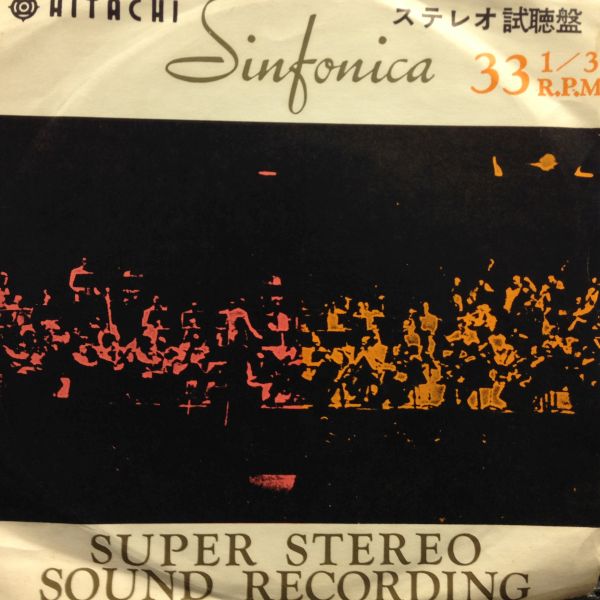 HITACHI
ステレオ試聴盤
Sinfonica
33 1/3
R.P.M
SUPER STEREO
SOUND RECORDING